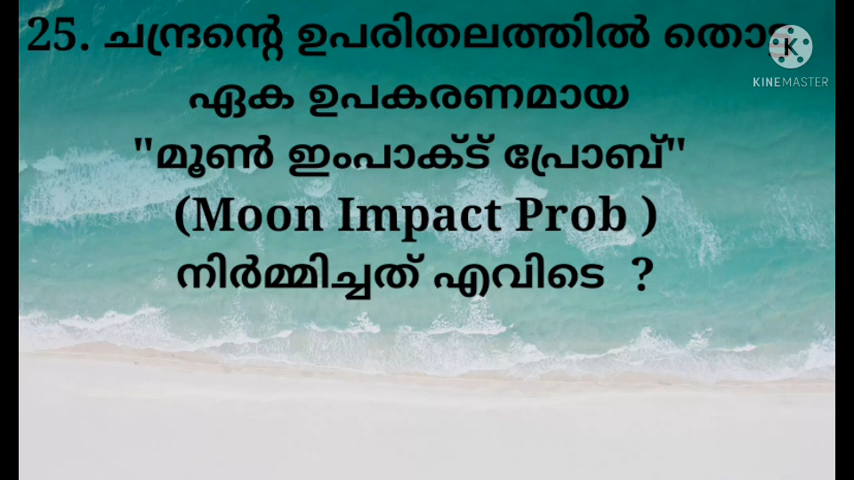 25. ചന്ദ്രന്റെ ഉപരിതലത്തിൽ
ഏക ഉപകരണമായ
"മൂൺ ഇംപാക്ട് പ്രോബ്"
(Moon Impact Prob )
നിർമ്മിച്ചത് എവിടെ ?
K
KINEMASTER